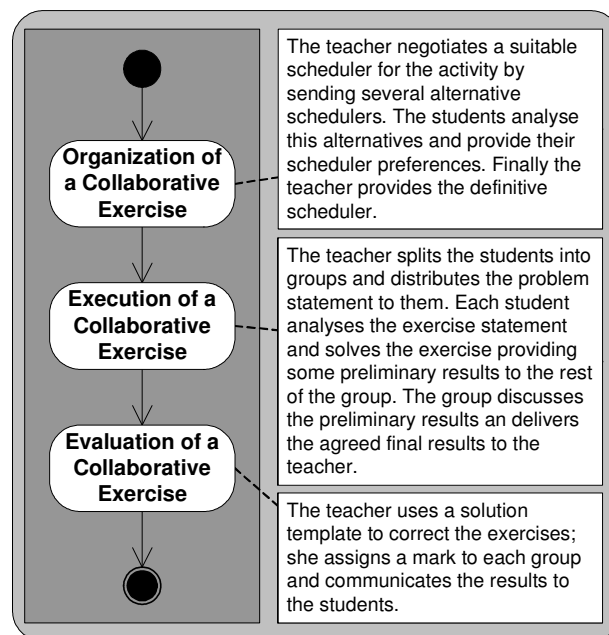 Organization of
a Collaborative
Exercise
The teacher negotiates a suitable
scheduler for the activity by
sending several alternative
schedulers. The students analyse
this alternatives and provide their
scheduler preferences. Finally the
teacher provides the definitive
scheduler.
Execution of a
Collaborative
Exercise
The teacher splits the students into
groups and distributes the problem
statement to them. Each student
analyses the exercise statement
and solves the exercise providing
some preliminary results to the rest
of the group. The group discusses
the preliminary results an delivers
the agreed final results to the
teacher.
Evaluation of a
Collaborative
Exercise
The teacher uses a solution
template to correct the exercises;
she assigns a mark to each group
and communicates the results to
the students.